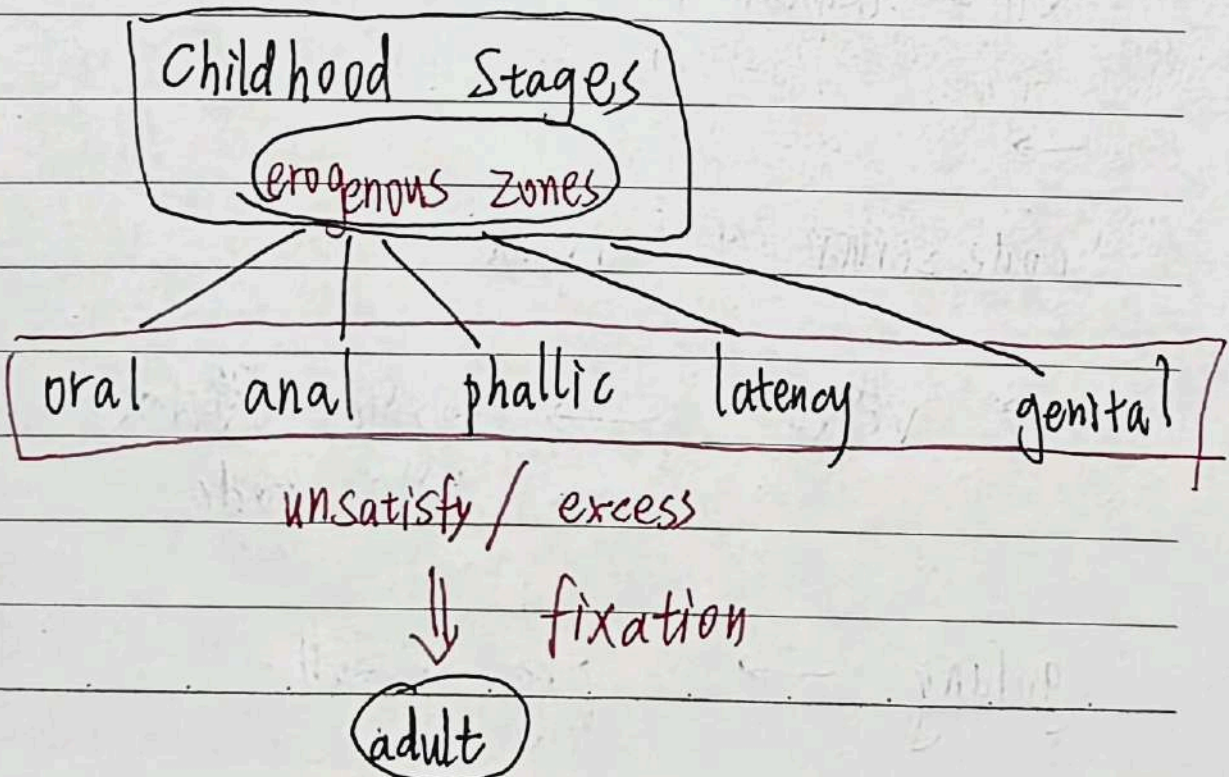 Childhood Stages
erogenous zones
oral anal phallic latency genital
unsatisfy / excess
fixation
adult